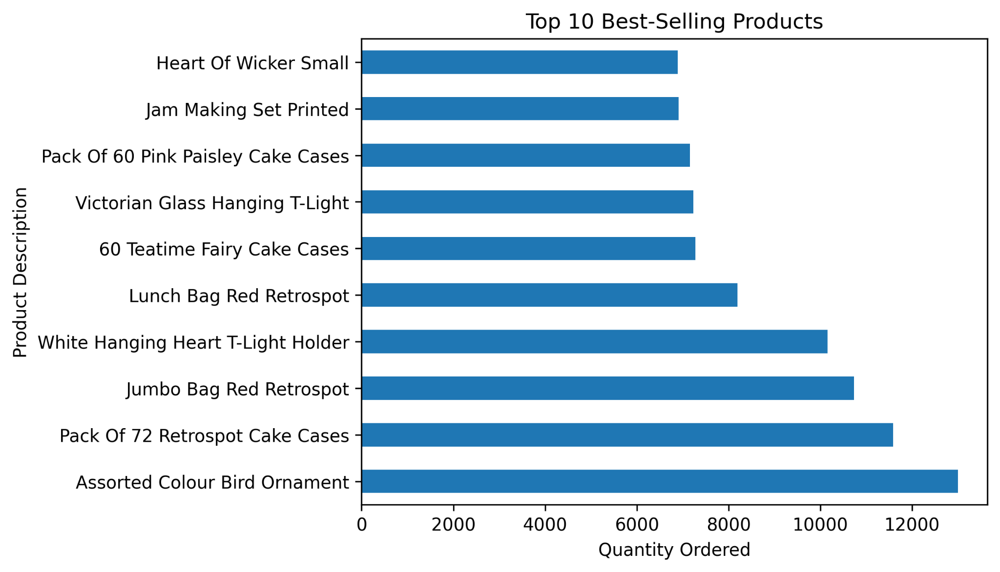 Top 10 Best-Selling Products
Heart Of Wicker Small
Jam Making Set Printed
Pack Of 60 Pink Paisley Cake Cases
Victorian Glass Hanging T-Light
60 Teatime Fairy Cake Cases
Lunch Bag Red Retrospot
White Hanging Heart T-Light Holder
Jumbo Bag Red Retrospot
Pack Of 72 Retrospot Cake Cases
Assorted Colour Bird Ornament
Product Description
0 2000 4000 6000 8000 10000 12000
Quantity Ordered